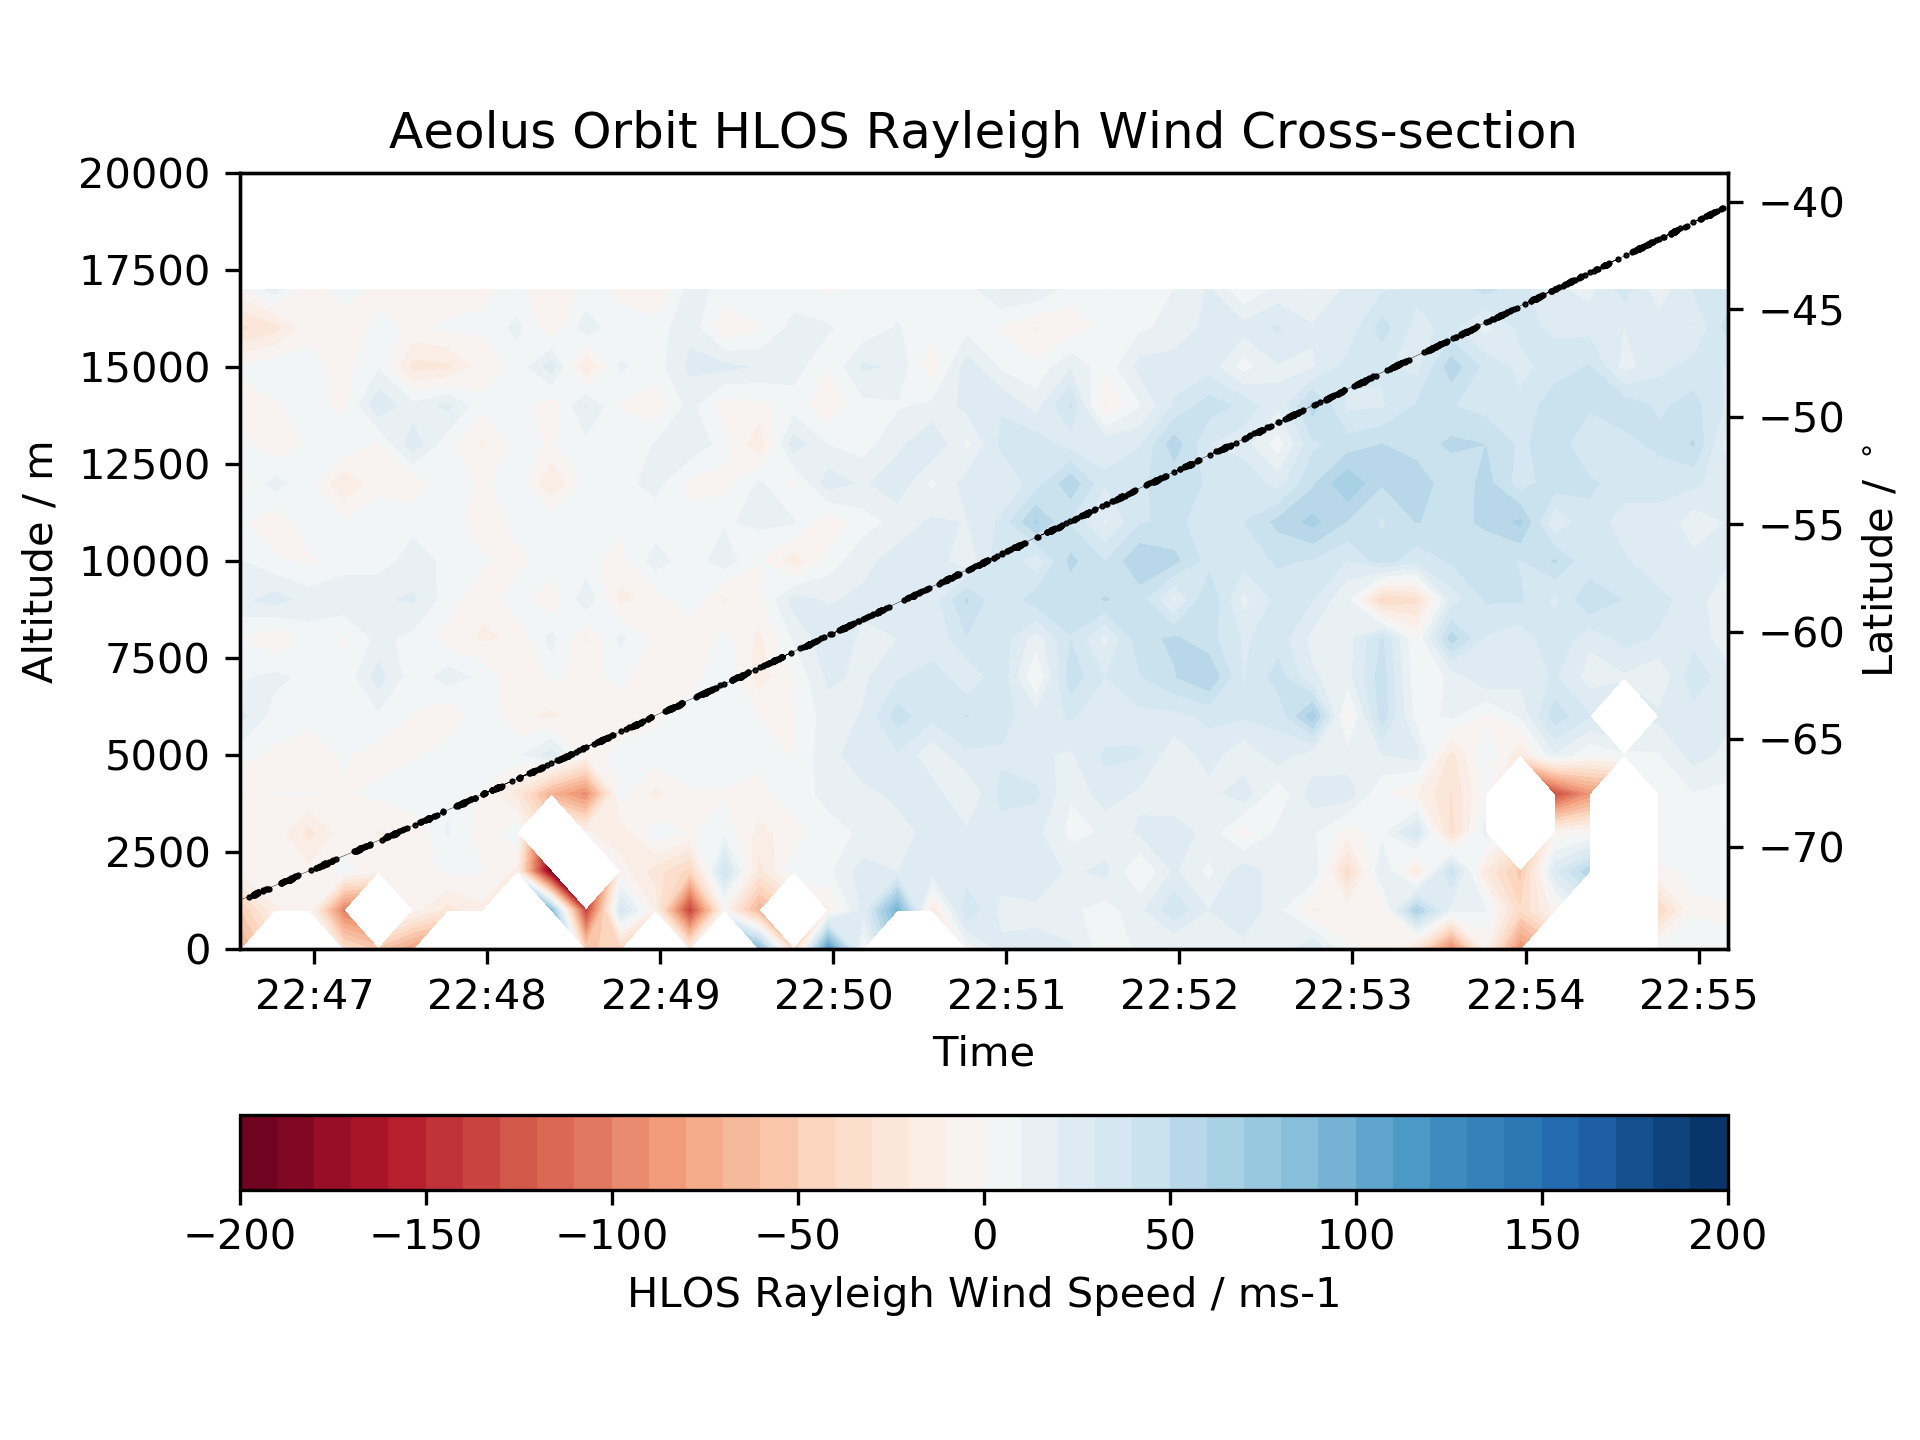 Aeolus Orbit HLOS Rayleigh Wind Cross-section
20000
17500
15000
12500
10000
7500
5000
2500
0
Altitude / m
−40
−45
−50
−55
−60
−65
−70
Latitude / °
22:47 22:48 22:49 22:50 22:51 22:52 22:53 22:54 22:55
Time
−200 −150 −100 −50 0 50 100 150 200
HLOS Rayleigh Wind Speed / ms-1